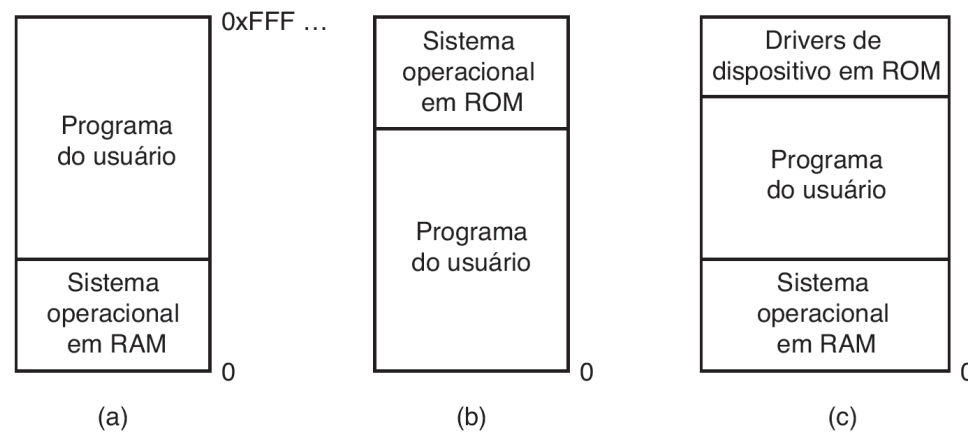 0xFFF ...
Programa
do usuário
Sistema
operacional
em RAM
0
(a)
Sistema
operacional
em ROM
Programa
do usuário
0
(b)
Drivers de
dispositivo em ROM
Programa
do usuário
Sistema
operacional
em RAM
0
(c)